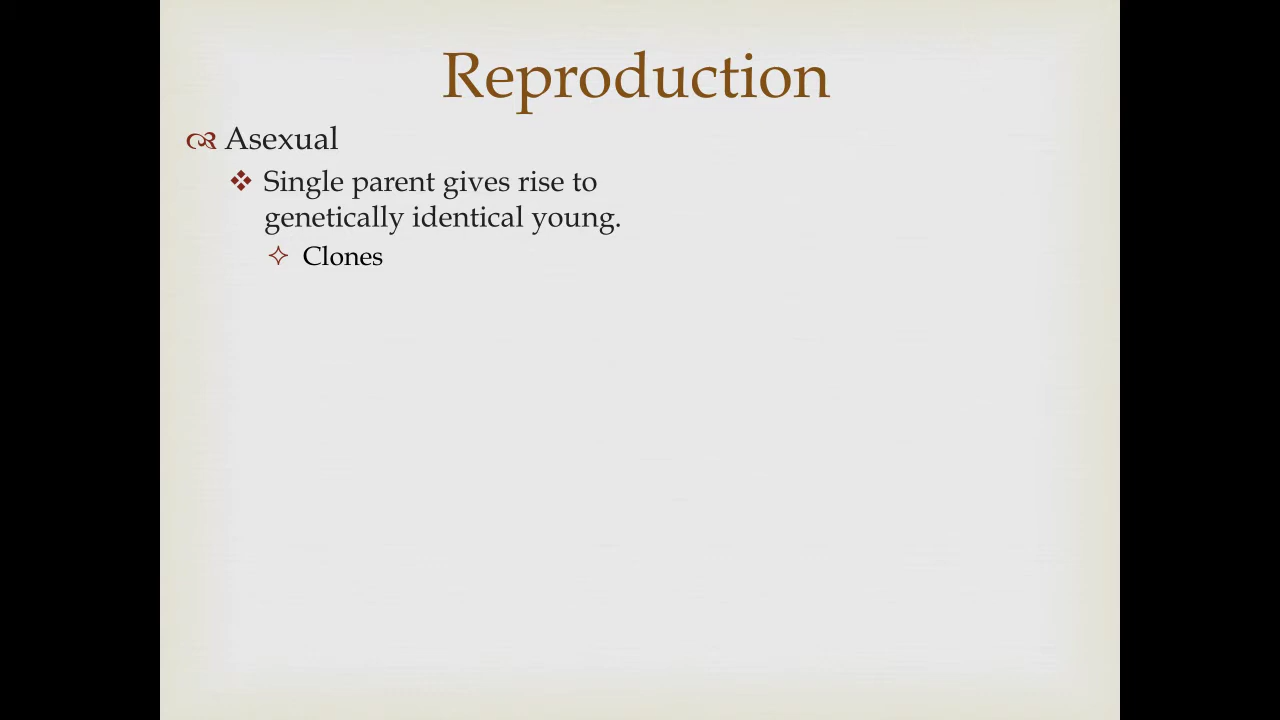 Reproduction
Asexual
Single parent gives rise to
genetically identical young.
Clones